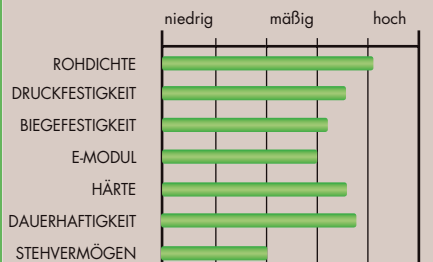 niedrig mäßig hoch
ROHDICHTE
DRUCKFESTIGKEIT
BIEGEFESTIGKEIT
E-MODUL
HÄRTE
DAUERHAFTIGKEIT
STEHVERMÖGEN